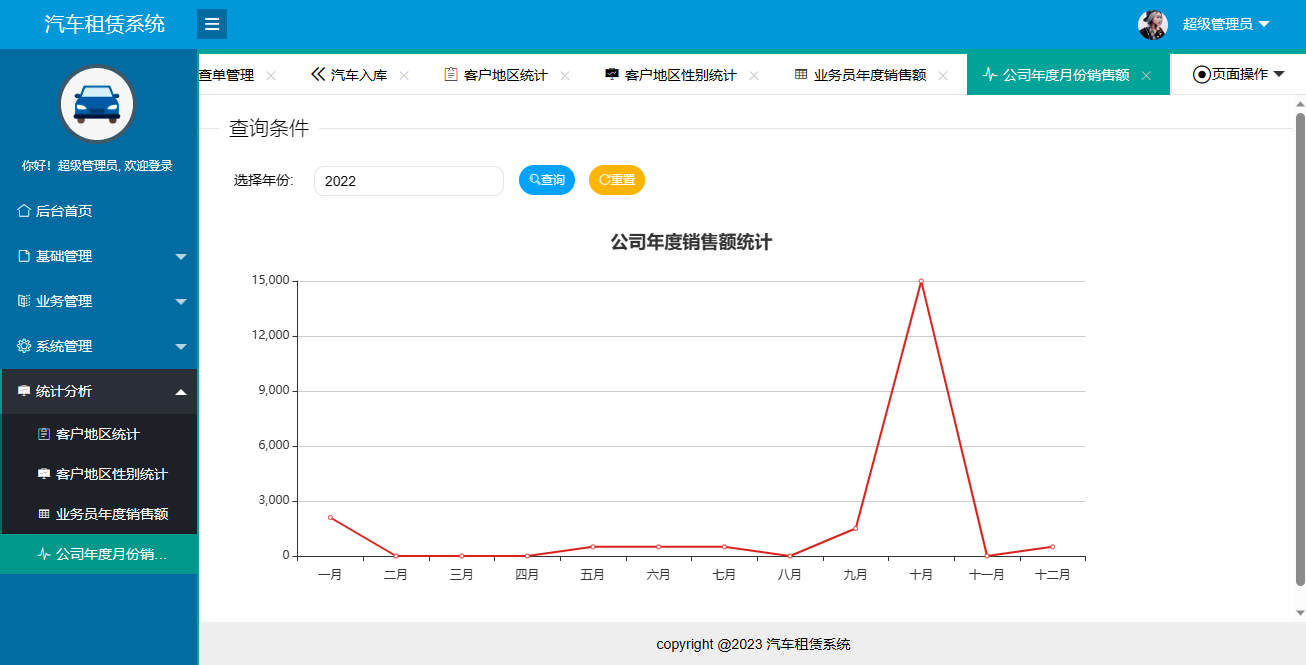 汽车租赁系统
超级管理员
你好！超级管理员, 欢迎登录
后台首页
基础管理
业务管理
系统管理
统计分析
客户地区统计
客户地区性别统计
业务员年度销售额
公司年度月份销...
查单管理
汽车入库
客户地区统计
客户地区性别统计
业务员年度销售额
公司年度月份销售额
页面操作
查询条件
选择年份:
2022
查询
重置
公司年度销售额统计
15,000
12,000
9,000
6,000
3,000
0
一月 二月 三月 四月 五月 六月 七月 八月 九月 十月 十一月 十二月
copyright @2023 汽车租赁系统